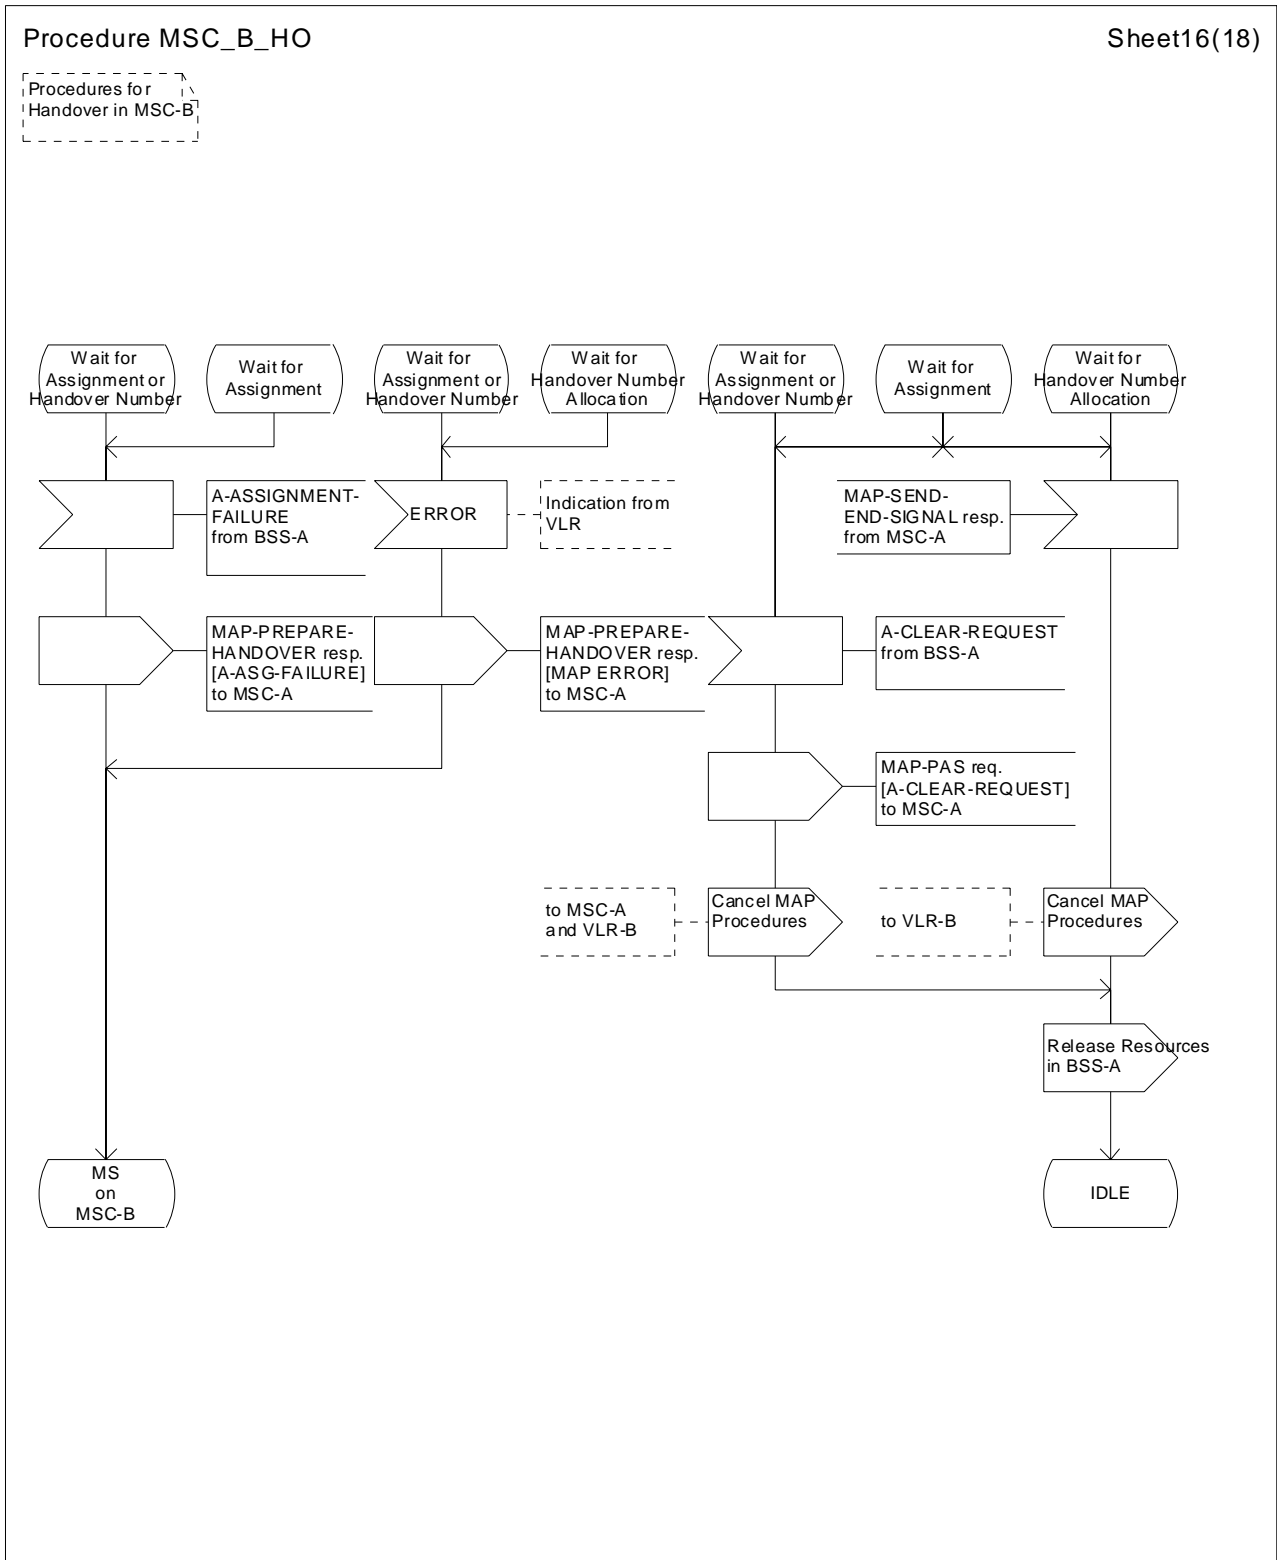 Procedure MSC_B_HO
Sheet16(18)
Procedures for
Handover in MSC-B
Wait for
Assignment or
Handover Number
Wait for
Assignment
Wait for
Assignment or
Handover Number
Wait for
Handover Number
Allocation
Wait for
Assignment or
Handover Number
Wait for
Assignment
Wait for
Handover Number
Allocation
A-ASSIGNMENT-
FAILURE
from BSS-A
ERROR
Indication from
VLR
MAP-SEND-
END-SIGNAL resp.
from MSC-A
MAP-PREPARE-
HANDOVER resp.
[A-ASG-FAILURE]
to MSC-A
MAP-PREPARE-
HANDOVER resp.
[MAP ERROR]
to MSC-A
A-CLEAR-REQUEST
from BSS-A
MAP-PAS req.
[A-CLEAR-REQUEST]
to MSC-A
to MSC-A
and VLR-B
Cancel MAP
Procedures
to VLR-B
Cancel MAP
Procedures
Release Resources
in BSS-A
MS
on
MSC-B
IDLE